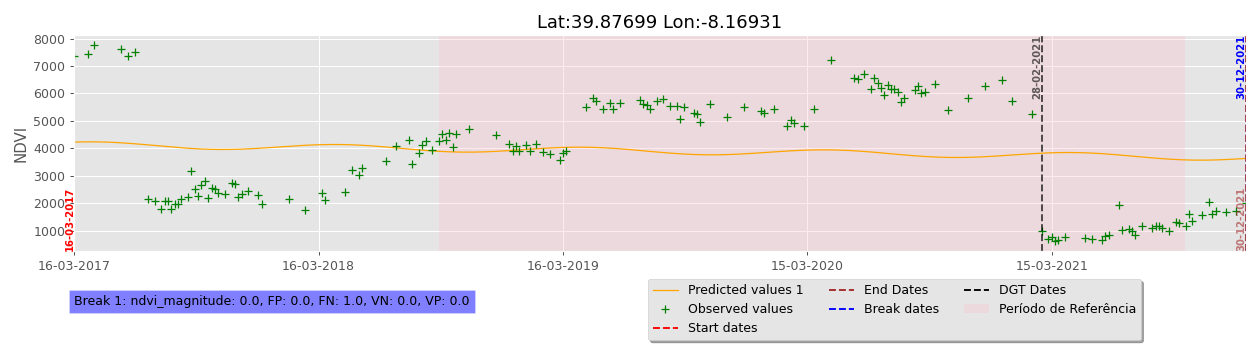 Lat:39.87699 Lon:-8.16931
8000
7000
6000
5000
4000
3000
2000
1000
NDVI
16-03-2017
28-02-2021
30-12-2021
30-12-2021
16-03-2017
16-03-2018
16-03-2019
15-03-2020
15-03-2021
Break 1: ndvi_magnitude: 0.0, FP: 0.0, FN: 1.0, VN: 0.0, VP: 0.0
Predicted values 1
Observed values
Start dates
End Dates
Break dates
DGT Dates
Período de Referência